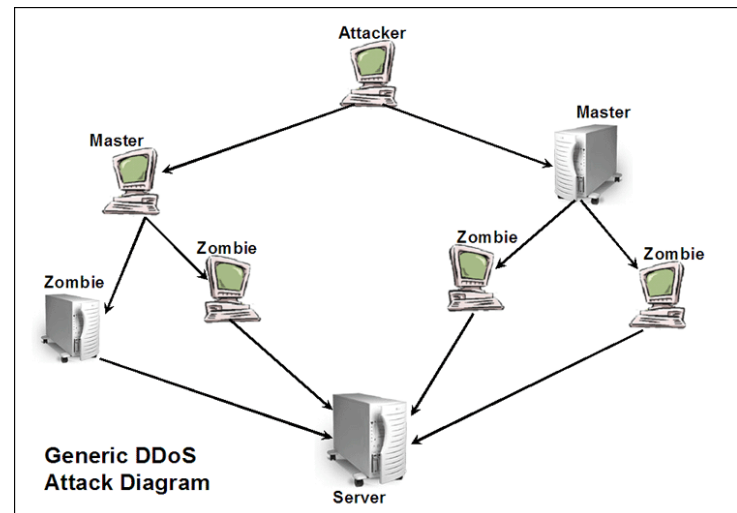 Attacker
Master
Master
Zombie
Zombie
Zombie
Zombie
Generic DDoS
Attack Diagram
Server